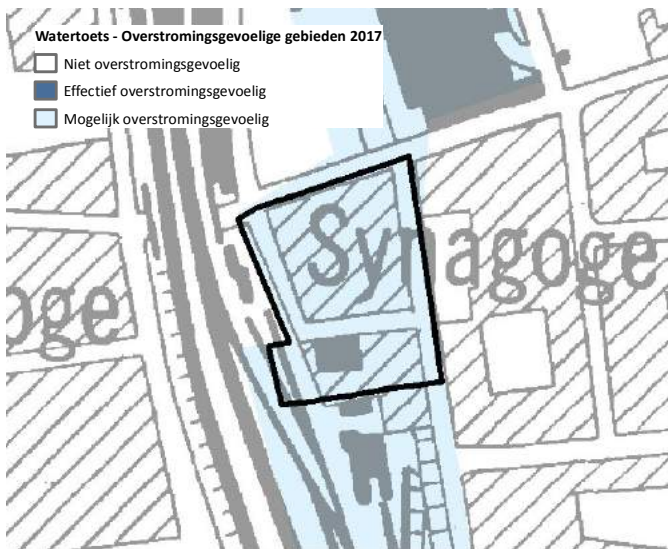 Watertoets - Overstromingsgevoelige gebieden 2017
Niet overstromingsgevoelig
Effectief overstromingsgevoelig
Mogelijk overstromingsgevoelig
Synagoge
oge